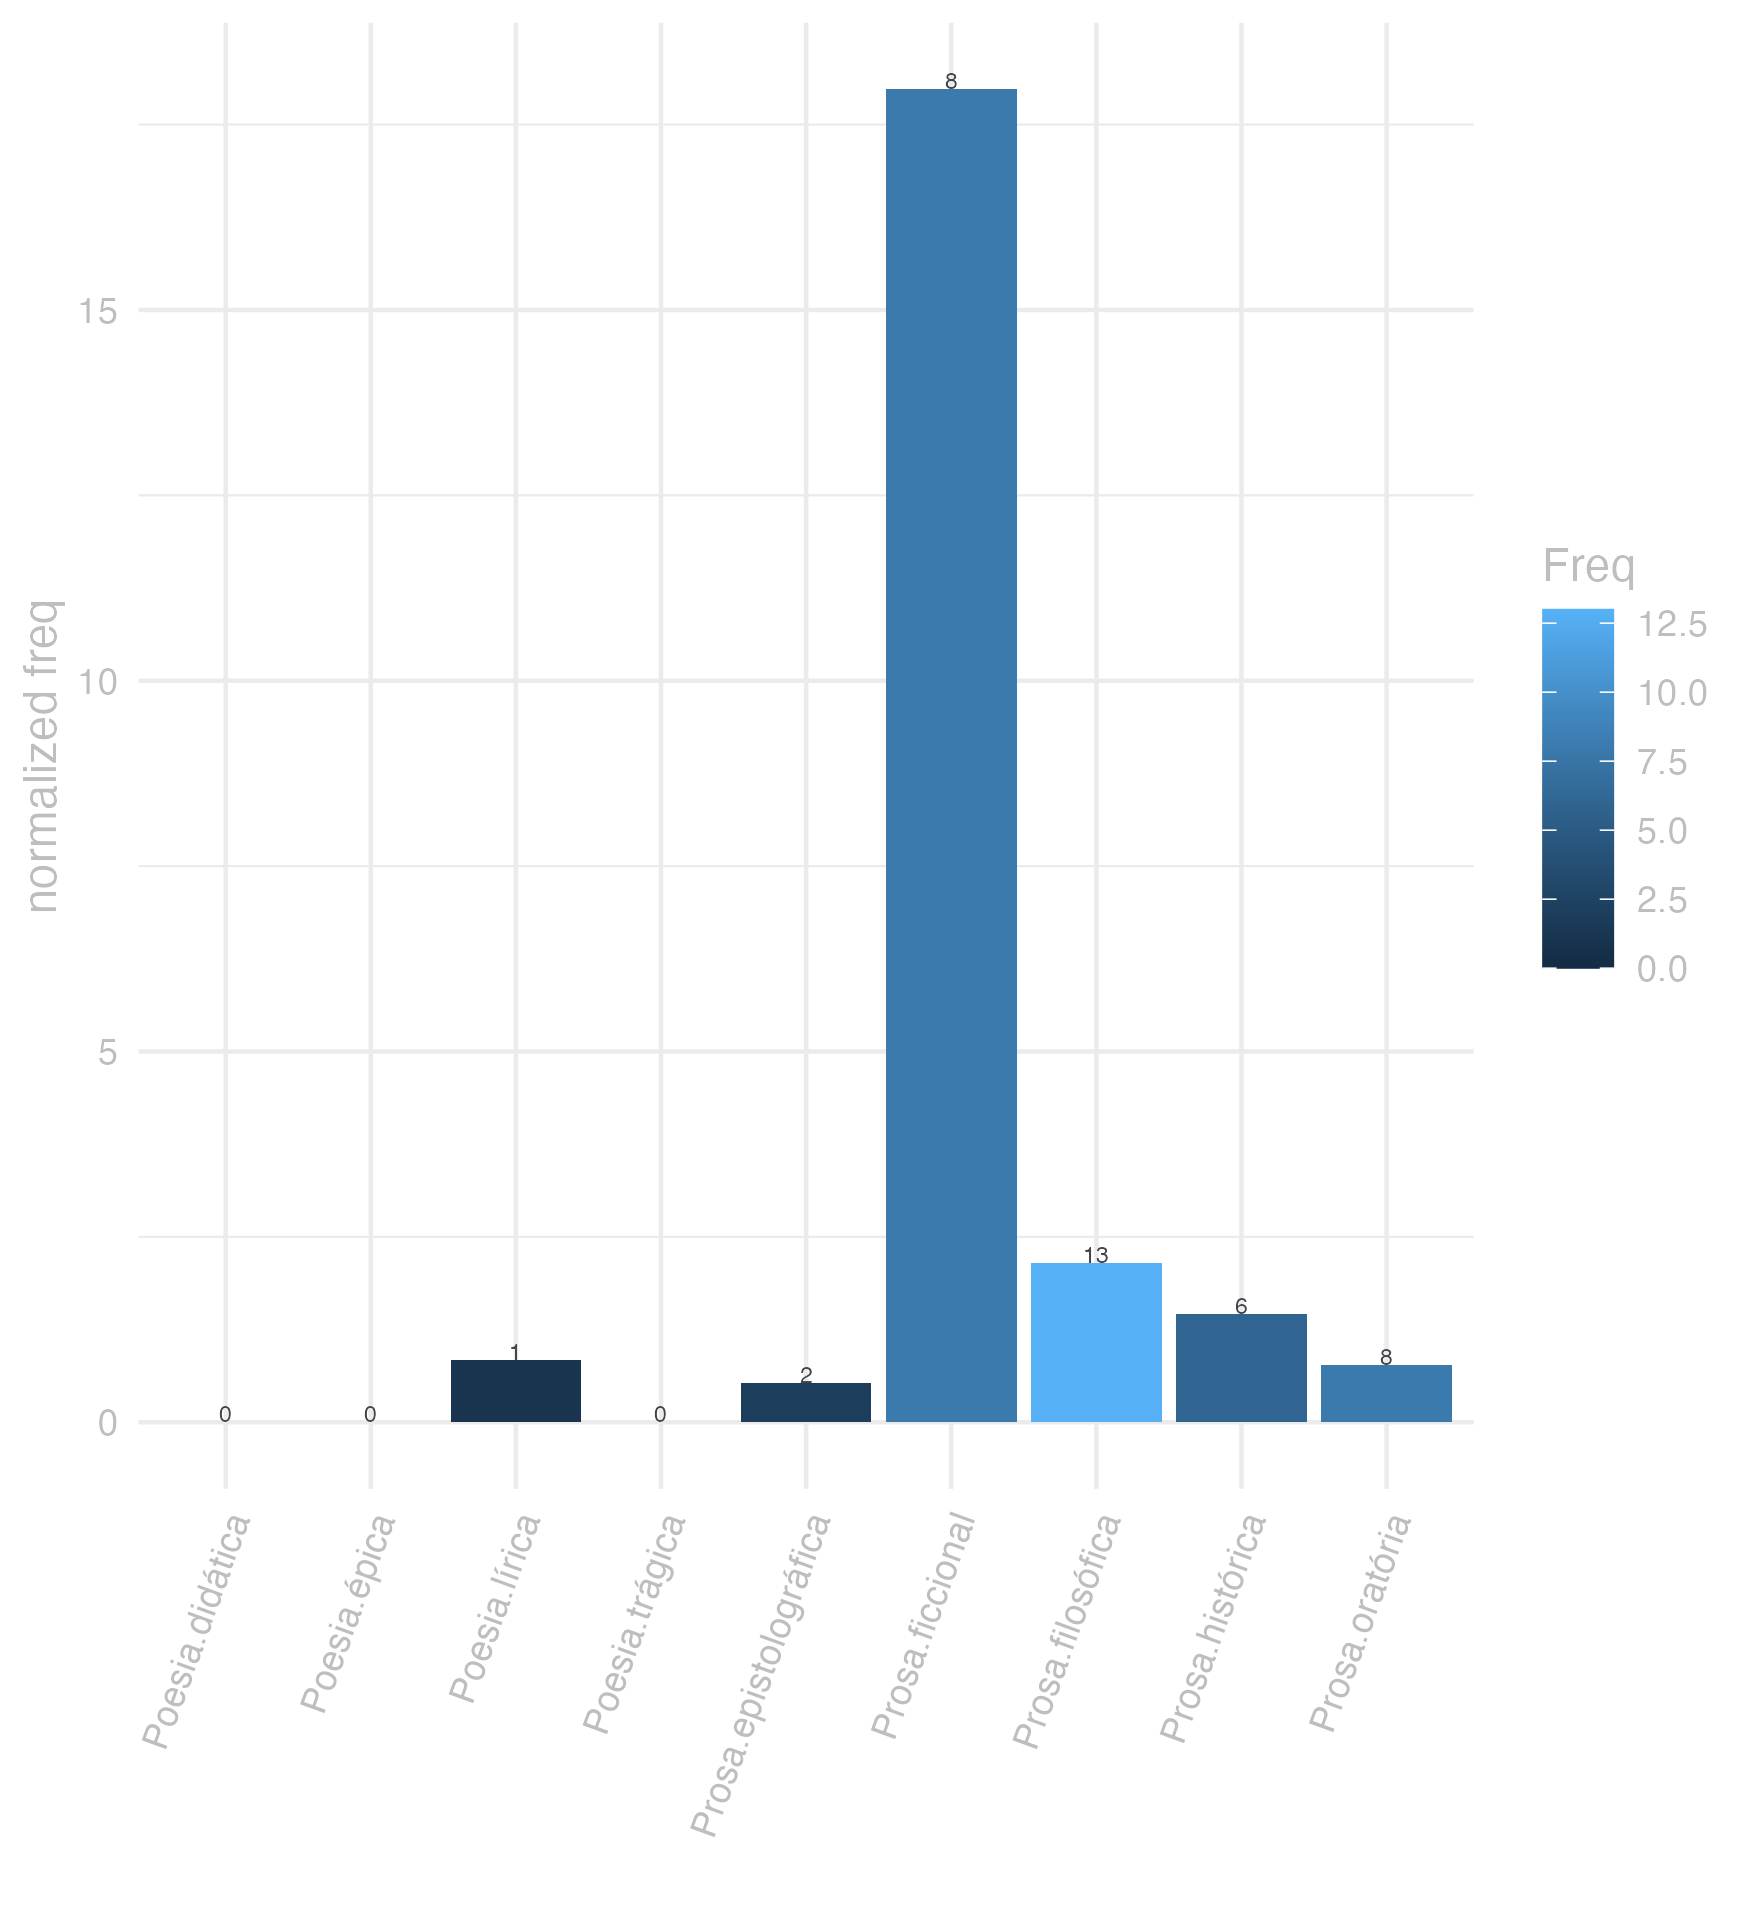 normalized freq
15
10
5
0
0
0
1
0
2
8
13
6
8
Poesia.didática
Poesia.épica
Poesia.lírica
Poesia.trágica
Prosa.epistolográfica
Prosa.ficcional
Prosa.filosófica
Prosa.histórica
Prosa.oratória
Freq
12.5
10.0
7.5
5.0
2.5
0.0